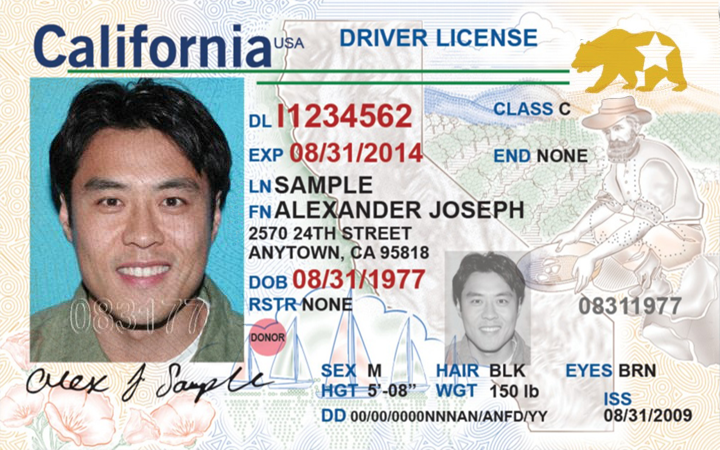 California USA DRIVER LICENSE
DL I1234562 CLASS C
EXP 08/31/2014 END NONE
LN SAMPLE
FN ALEXANDER JOSEPH
2570 24TH STREET
ANYTOWN, CA 95818
DOB 08/31/1977
RSTR NONE 08311977
083177
DONOR
SEX M HAIR BLK EYES BRN
HGT 5'-08" WGT 150 lb ISS
DD 00/00/0000NNNAN/ANFD/YY 08/31/2009
Alex J Sample